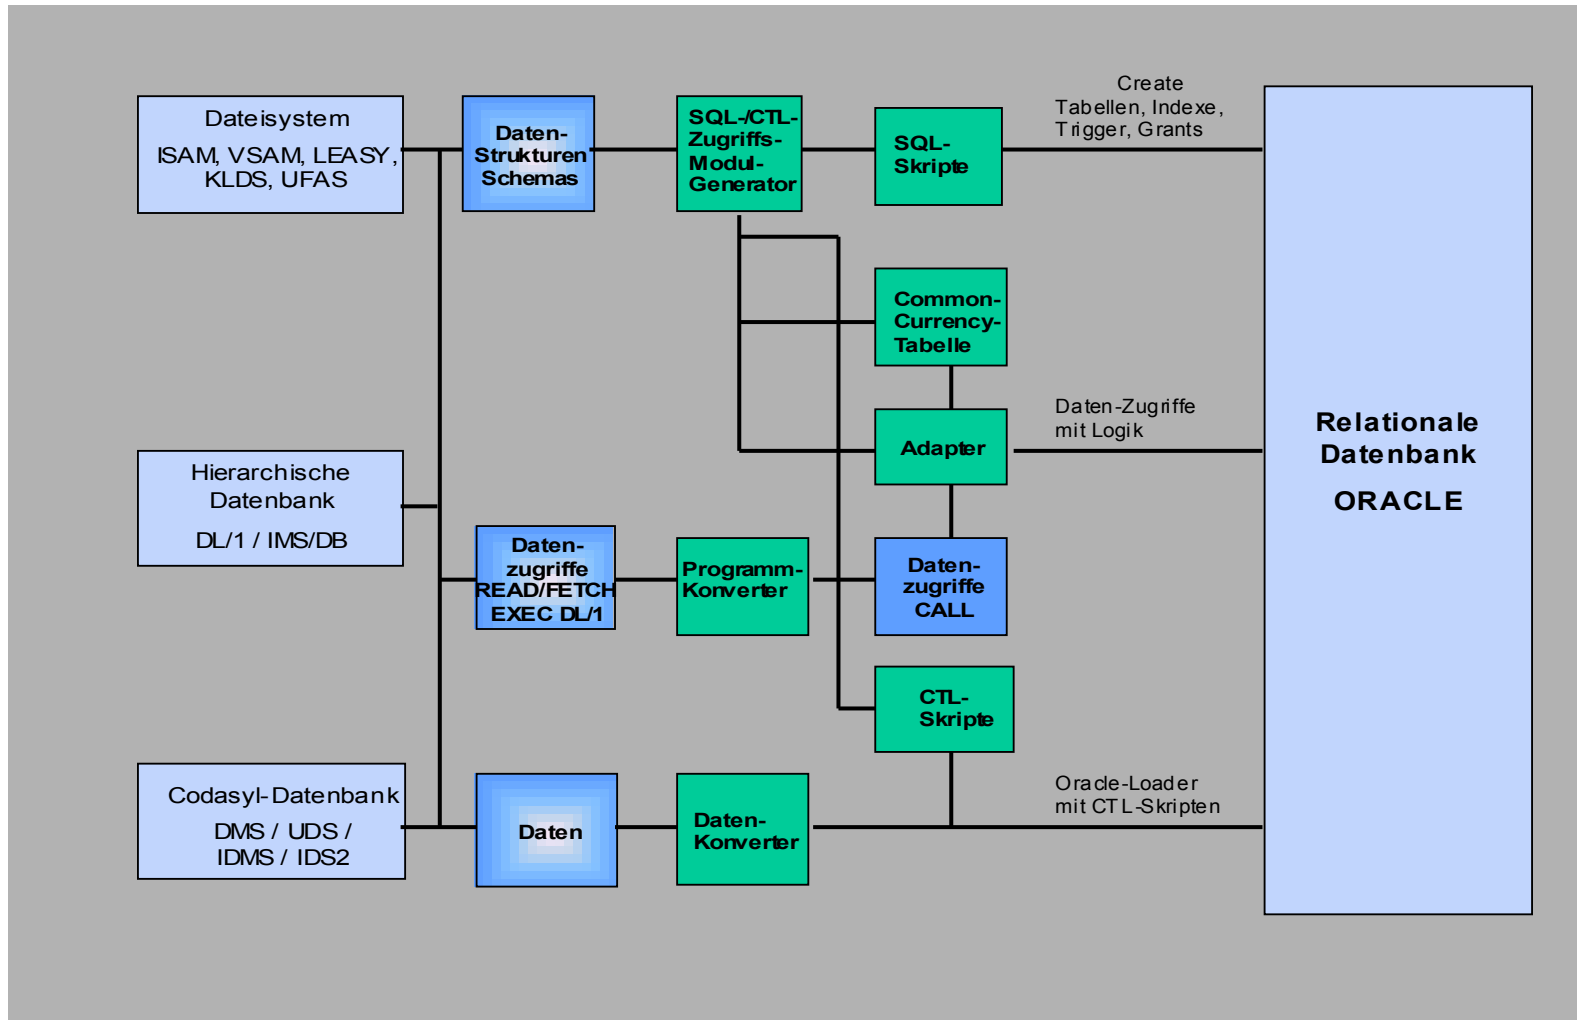 Dateisystem
ISAM, VSAM, LEASY,
KLDS, UFAS
Daten-
Strukturen
Schemas
SQL-/CTL-
Zugriffs-
Modul-
Generator
SQL-
Skripte
Create
Tabellen, Indexe,
Trigger, Grants
Common-
Currency-
Tabelle
Adapter
Daten-Zugriffe
mit Logik
Relationale
Datenbank
ORACLE
Hierarchische
Datenbank
DL/1 / IMS/DB
Daten-
zugriffe
READ/FETCH
EXEC DL/1
Programm-
Konverter
Daten-
zugriffe
CALL
CTL-
Skripte
Codasyl-Datenbank
DMS / UDS /
IDMS / IDS2
Daten
Daten-
Konverter
Oracle-Loader
mit CTL-Skripten